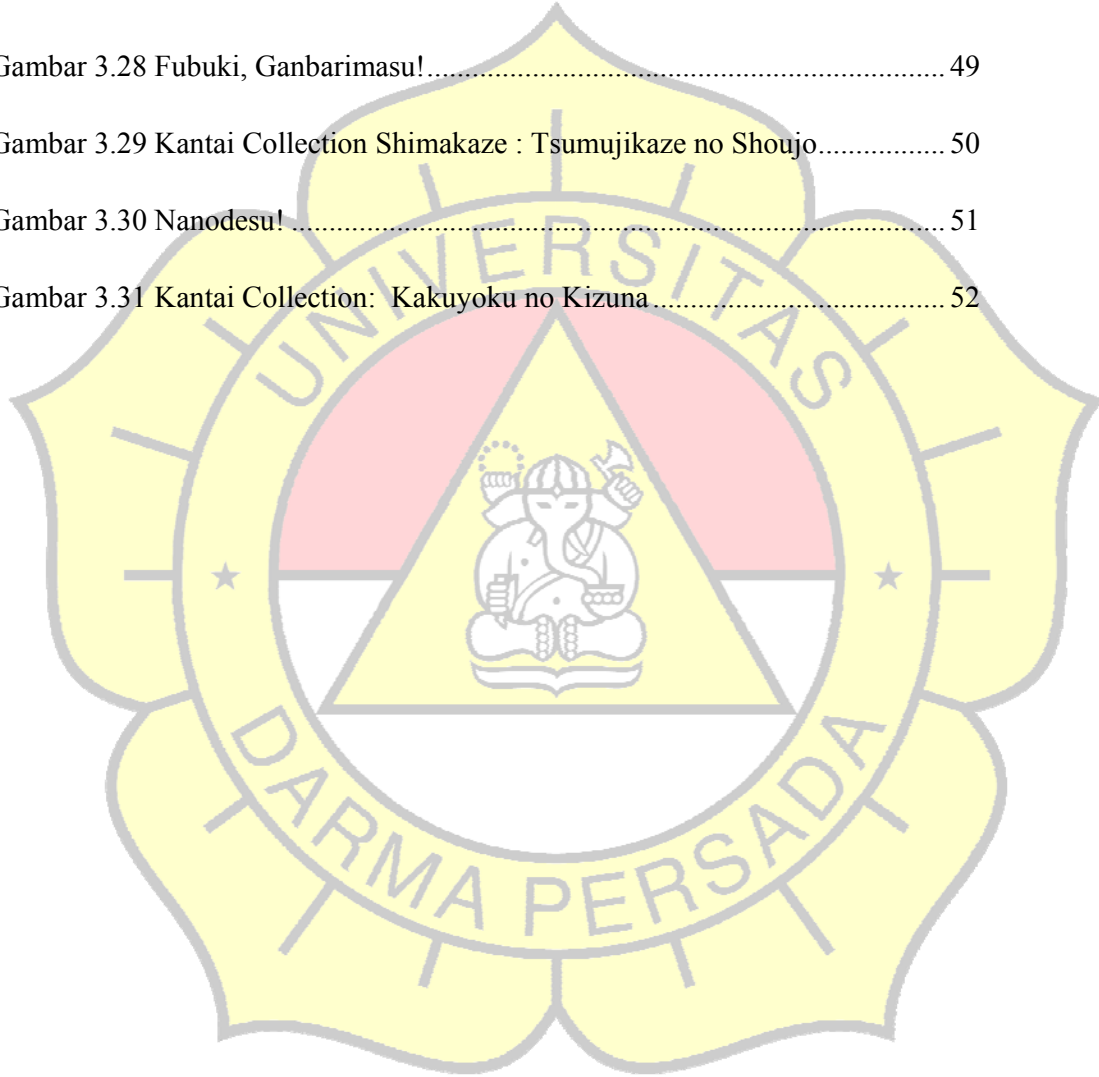 Gambar 3.28 Fubuki, Ganbarimasu!.................................................................... 49
Gambar 3.29 Kantai Collection Shimakaze : Tsumujikaze no Shoujo................. 50
Gambar 3.30 Nanodesu!...................................................................................... 51
Gambar 3.31 Kantai Collection:  Kakuyoku no Kizuna...................................... 52
UNIVERSITAS
DARMA PERSADA